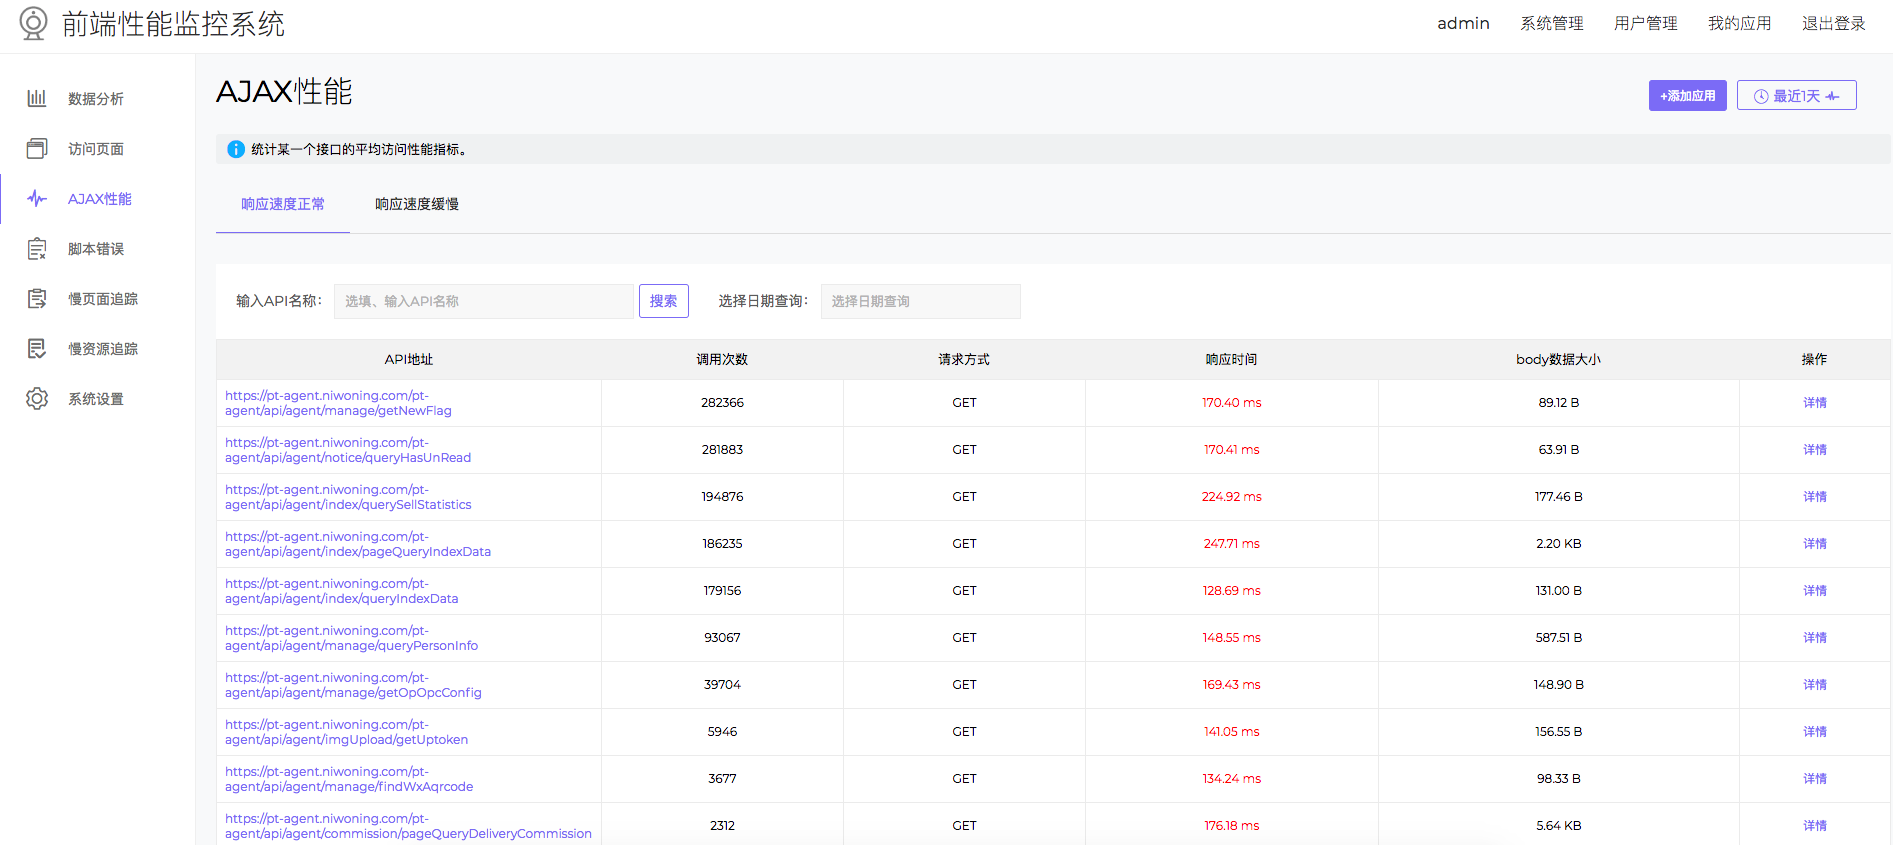 前端性能监控系统
admin 系统管理 用户管理 我的应用 退出登录
数据分析
访问页面
AJAX性能
脚本错误
慢页面追踪
慢资源追踪
系统设置
AJAX性能
+添加应用 最近1天
统计某一个接口的平均访问性能指标。
响应速度正常 响应速度缓慢
输入API名称： 选填、输入API名称 搜索 选择日期查询： 选择日期查询
API地址 调用次数 请求方式 响应时间 body数据大小 操作
https://pt-agent.niwoning.com/pt-
agent/api/agent/manage/getNewFlag
282366 GET 170.40 ms 89.12 B 详情
https://pt-agent.niwoning.com/pt-
agent/api/agent/notice/queryHasUnRead
281883 GET 170.41 ms 63.91 B 详情
https://pt-agent.niwoning.com/pt-
agent/api/agent/index/querySellStatistics
194876 GET 224.92 ms 177.46 B 详情
https://pt-agent.niwoning.com/pt-
agent/api/agent/index/pageQueryIndexData
186235 GET 247.71 ms 2.20 KB 详情
https://pt-agent.niwoning.com/pt-
agent/api/agent/index/queryIndexData
179156 GET 128.69 ms 131.00 B 详情
https://pt-agent.niwoning.com/pt-
agent/api/agent/manage/queryPersonInfo
93067 GET 148.55 ms 587.51 B 详情
https://pt-agent.niwoning.com/pt-
agent/api/agent/manage/getOpOpcConfig
39704 GET 169.43 ms 148.90 B 详情
https://pt-agent.niwoning.com/pt-
agent/api/agent/imgUpload/getUptoken
5946 GET 141.05 ms 156.55 B 详情
https://pt-agent.niwoning.com/pt-
agent/api/agent/manage/findWxAqrcode
3677 GET 134.24 ms 98.33 B 详情
https://pt-agent.niwoning.com/pt-
agent/api/agent/commission/pageQueryDeliveryCommission
2312 GET 176.18 ms 5.64 KB 详情